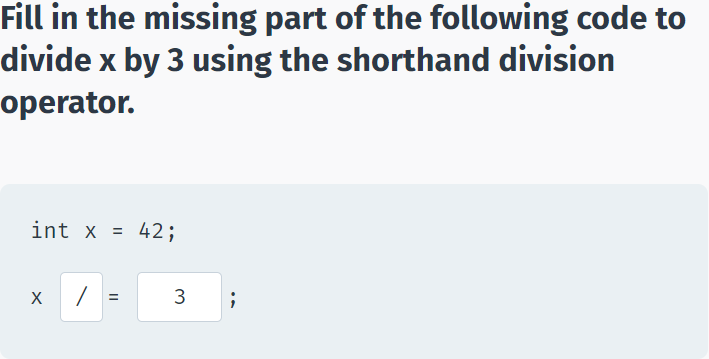 Fill in the missing part of the following code to
divide x by 3 using the shorthand division
operator.
int x = 42;
x / = 3 ;